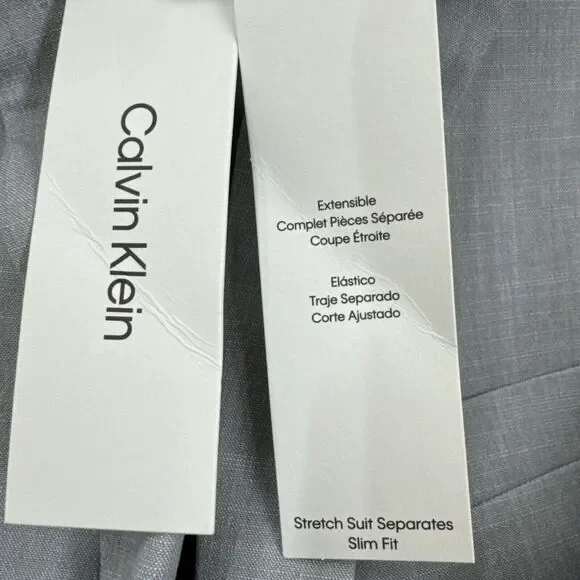 Calvin Klein
Extensible
Complet Pièces Séparée
Coupe Étroite
Elástico
Traje Separado
Corte Ajustado
Stretch Suit Separates
Slim Fit